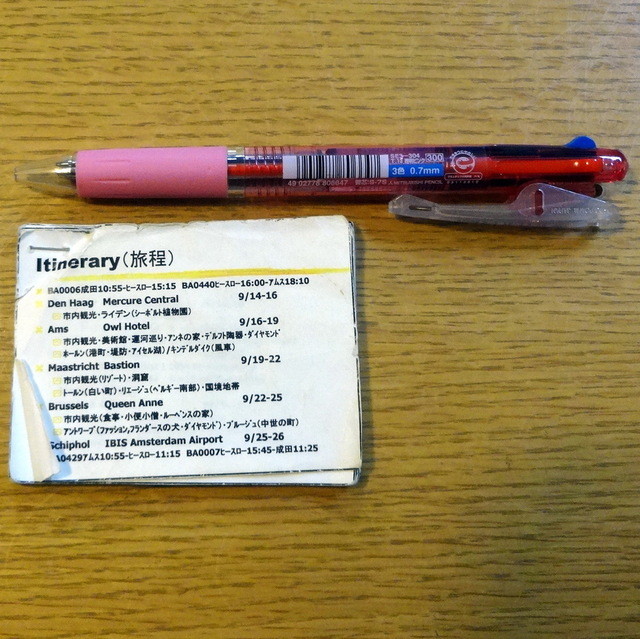 3色 0.7mm
300
Itinerary(旅程)
BA0006成田10:55-ヒースロー15:15 BA0440ヒースロー16:00-アムス18:10
Den Haag Mercure Central 9/14-16
市内観光・ライデン(シーボルト植物園)
Ams Owl Hotel 9/16-19
市内観光・美術館・運河巡り・アンネの家・デルフト陶器・ダイヤモンド
ホールン(港町・堤防・アイセル湖)/キンデルダイク(風車)
Maastricht Bastion 9/19-22
市内観光(リゾート)・洞窟
トールン(白い町)・リエージュ(ベルギー南部)・国境地帯
Brussels Queen Anne 9/22-25
市内観光(食事・小便小僧・ルーベンスの家)
アントワープ(ファッション,フランダースの犬・ダイヤモンド)・ブルージュ(中世の町)
Schiphol IBIS Amsterdam Airport 9/25-26
A0429アムス10:55-ヒースロー11:15 BA0007ヒースロー15:45-成田11:25